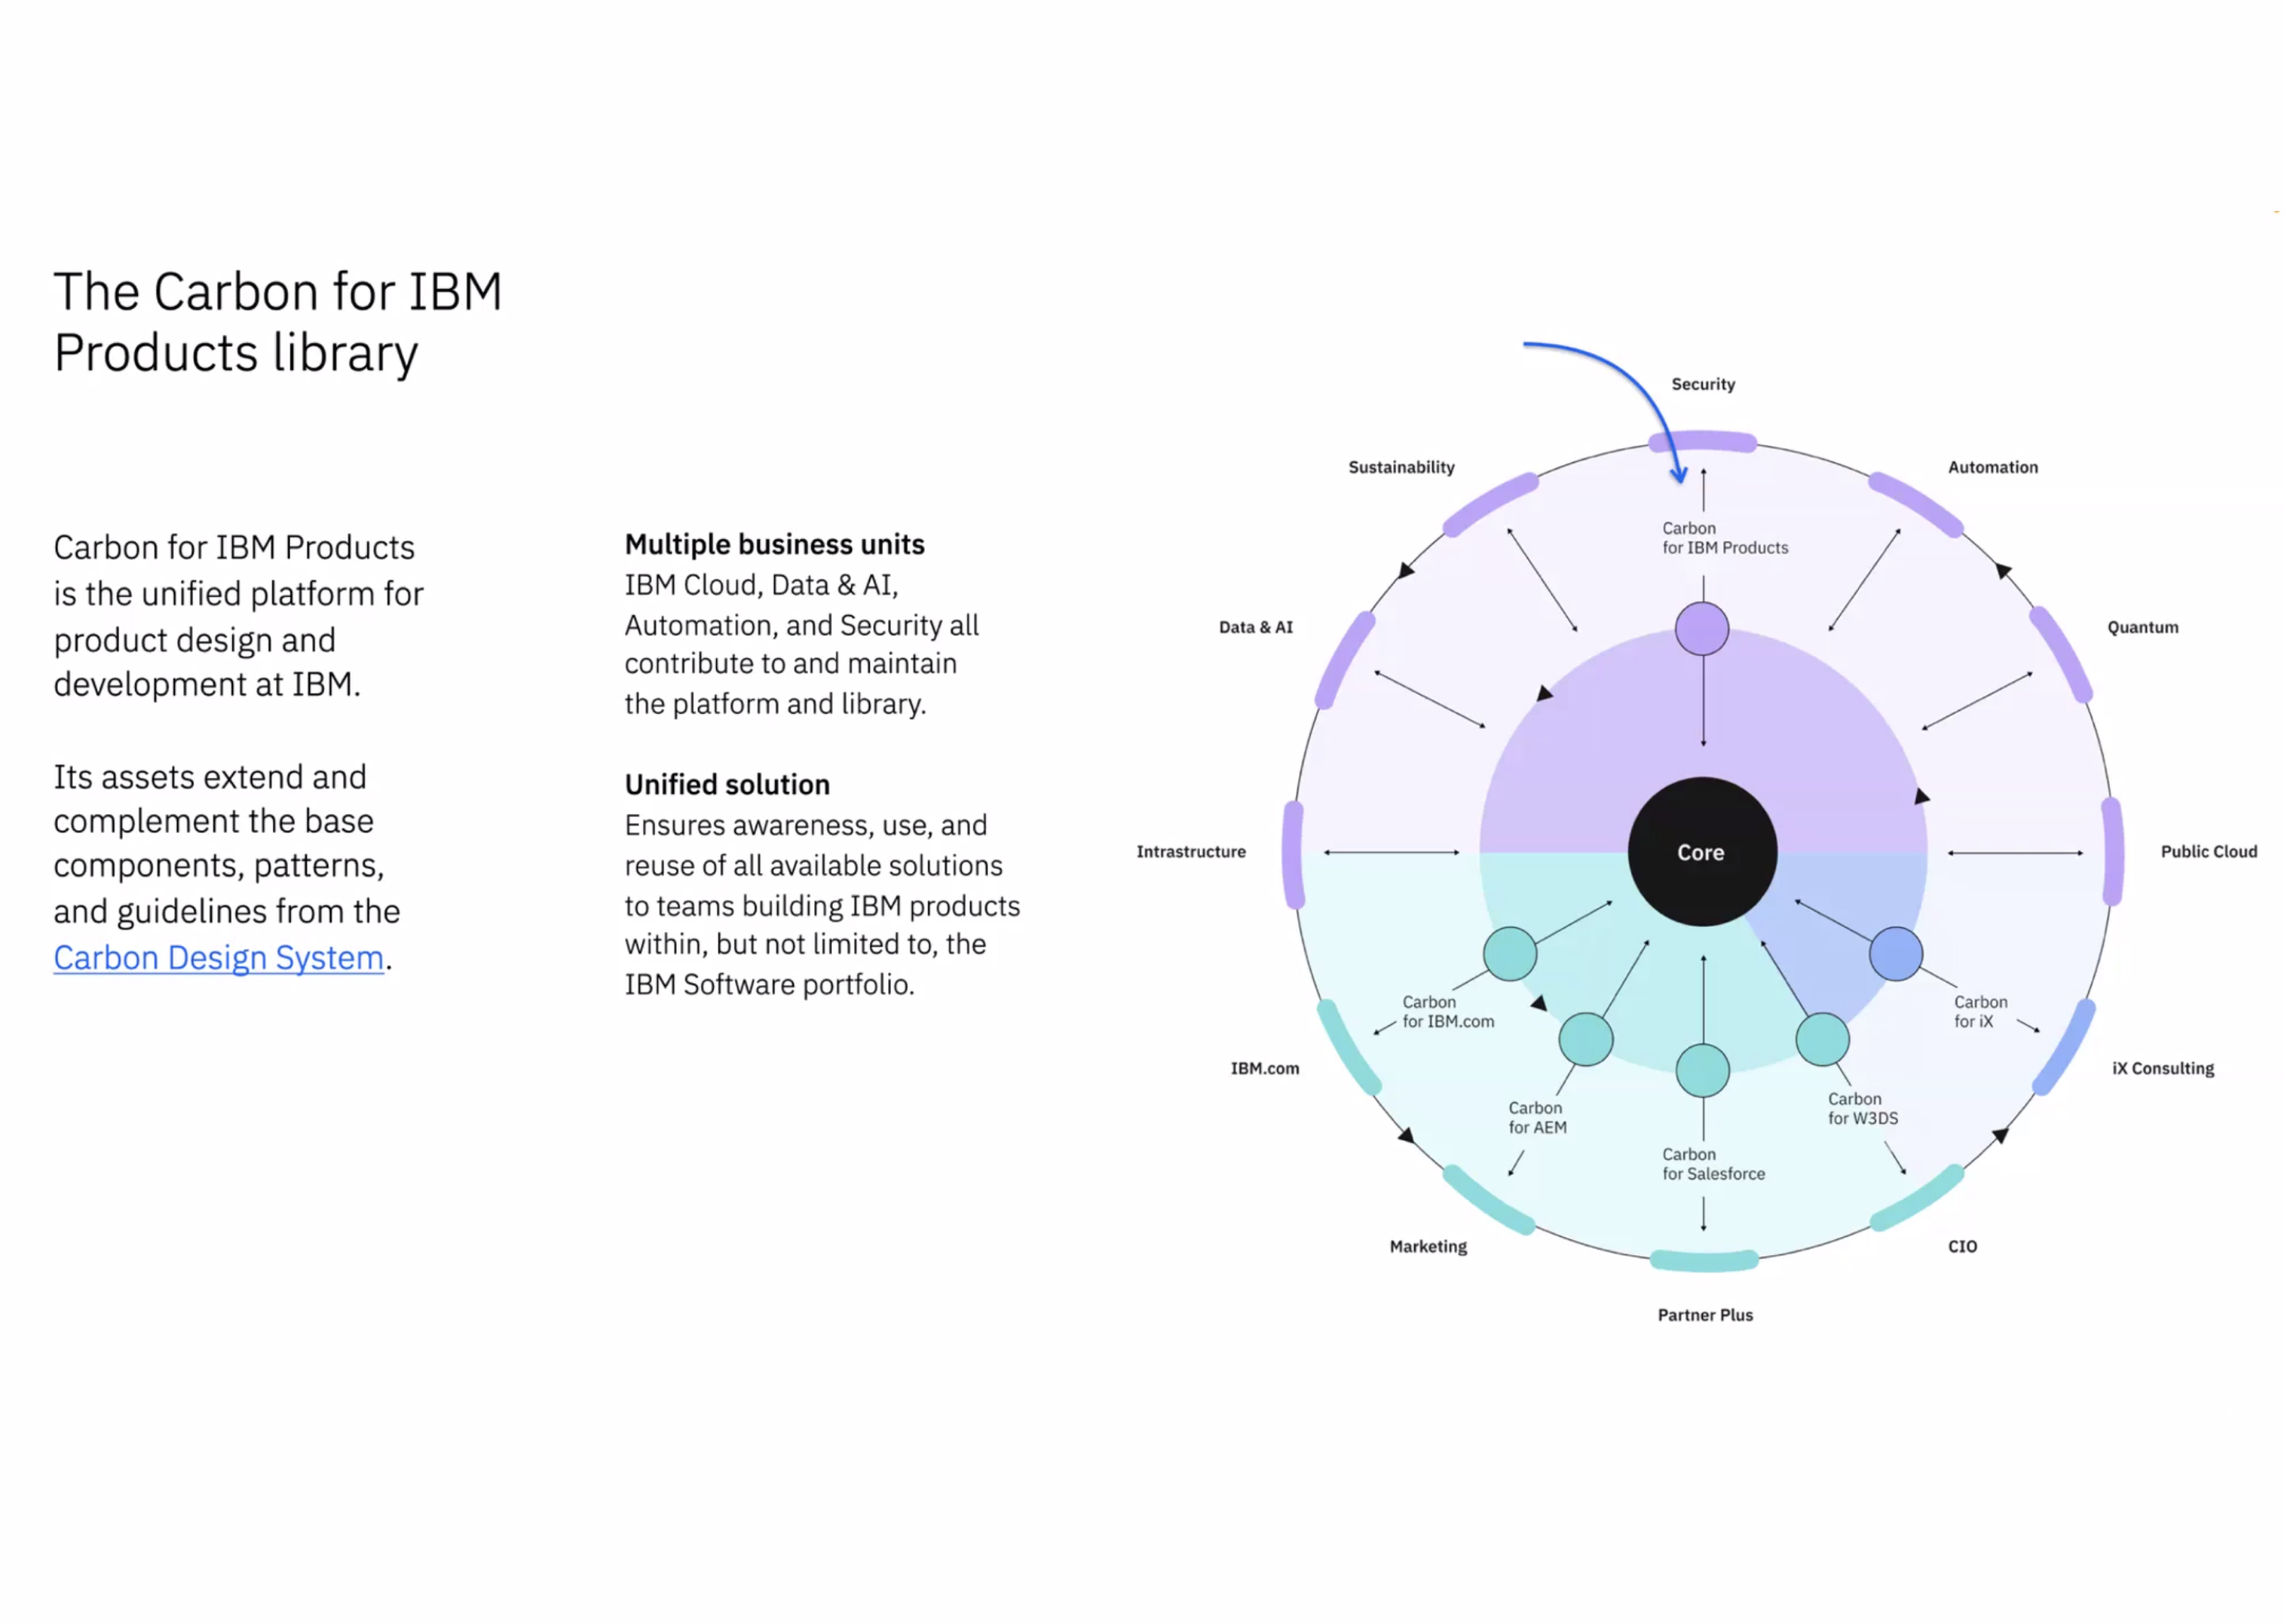 The Carbon for IBM
Products library
Carbon for IBM Products
is the unified platform for
product design and
development at IBM.
Its assets extend and
complement the base
components, patterns,
and guidelines from the
Carbon Design System.
Multiple business units
IBM Cloud, Data & AI,
Automation, and Security all
contribute to and maintain
the platform and library.
Unified solution
Ensures awareness, use, and
reuse of all available solutions
to teams building IBM products
within, but not limited to, the
IBM Software portfolio.
Security
Sustainability
Automation
Carbon
for IBM Products
Data & AI
Quantum
Intrastructure
Core
Public Cloud
Carbon
for IBM.com
Carbon
for iX
IBM.com
iX Consulting
Carbon
for AEM
Carbon
for W3DS
Carbon
for Salesforce
Marketing
CIO
Partner Plus